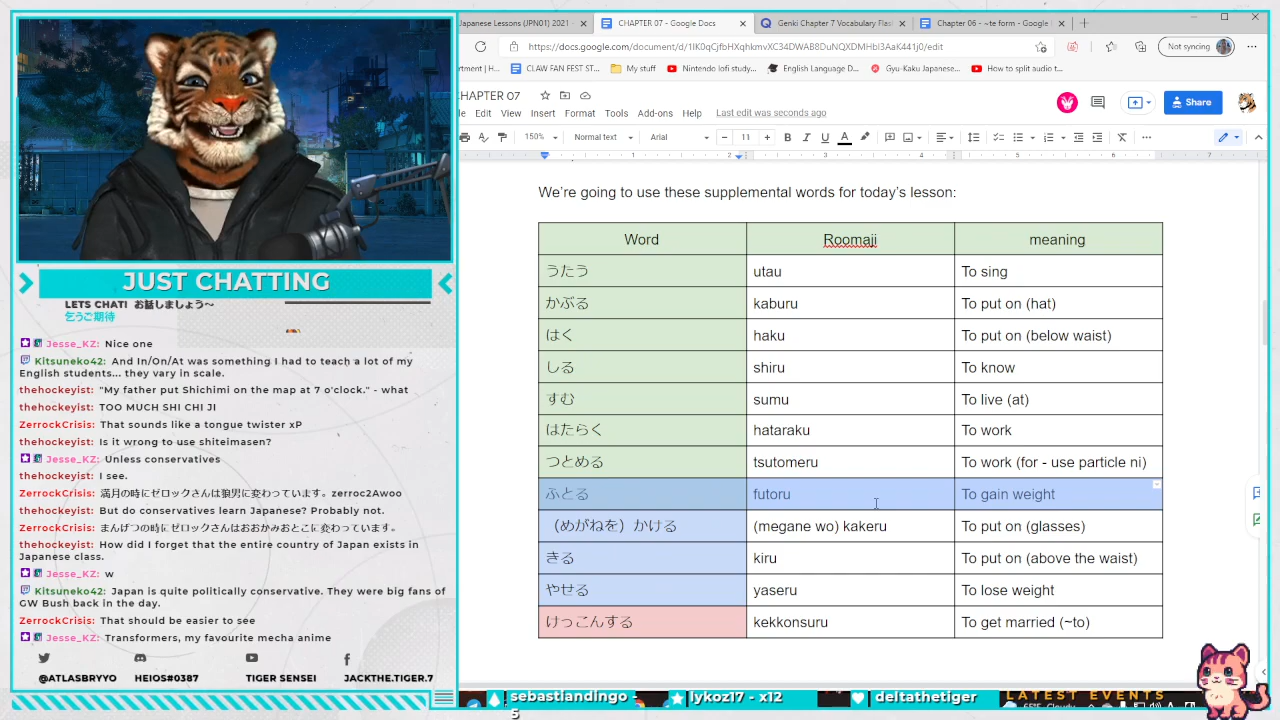 JUST CHATTING
LETS CHAT! お話しましょう～
乞うご期待
Jesse_KZ: Nice one
Kitsuneko42: And In/On/At was something I had to teach a lot of my
English students... they vary in scale.
thehockeyist: "My father put Shichimi on the map at 7 o'clock." - what
thehockeyist: TOO MUCH SHI CHI JI
ZerrockCrisis: That sounds like a tongue twister xP
thehockeyist: Is it wrong to use shiteimasen?
Jesse_KZ: Unless conservatives
thehockeyist: I see.
ZerrockCrisis: 満月の時にゼロックさんは狼男に変わっています。zerroc2Awoo
thehockeyist: But do conservatives learn Japanese? Probably not.
ZerrockCrisis: まんげつの時にゼロックさんはおおかみおとこに変わっています。
thehockeyist: How did I forget that the entire country of Japan exists in
Japanese class.
Jesse_KZ: w
Kitsuneko42: Japan is quite politically conservative. They were big fans of
GW Bush back in the day.
ZerrockCrisis: That should be easier to see
Jesse_KZ: Transformers, my favourite mecha anime
@ATLASBRYYO HEIOS#0387 TIGER SENSEI JACKTHE.TIGER.7
Japanese Lessons (JPN01) 2021 - CHAPTER 07 - Google Docs Genki Chapter 7 Vocabulary Flas Chapter 06 - ~te form - Google
https://docs.google.com/document/d/1lK0qCjfbHXqhkmvXC34DWAB8DuNQXDMHbl3AaK441j0/edit Not syncing
rtment | H... CLAW FAN FEST ST... My stuff Nintendo lofi study... English Language D... Gyu-Kaku Japanese... How to split audio t...
CHAPTER 07
le Edit View Insert Format Tools Add-ons Help Last edit was seconds ago
Share
150% Normal text Arial 11 B I U A
1 2 3 4 5 6 7
We're going to use these supplemental words for today's lesson:
Word Roomaji meaning
うたう utau To sing
かぶる kaburu To put on (hat)
はく haku To put on (below waist)
しる shiru To know
すむ sumu To live (at)
はたらく hataraku To work
つとめる tsutomeru To work (for - use particle ni)
ふとる futoru To gain weight
（めがねを）かける (megane wo) kakeru To put on (glasses)
きる kiru To put on (above the waist)
やせる yaseru To lose weight
けっこんする kekkonsuru To get married (~to)
sebastiandingo - lykoz17 - x12 deltathetiger LATEST EVENTS
5 65°F Cloudy